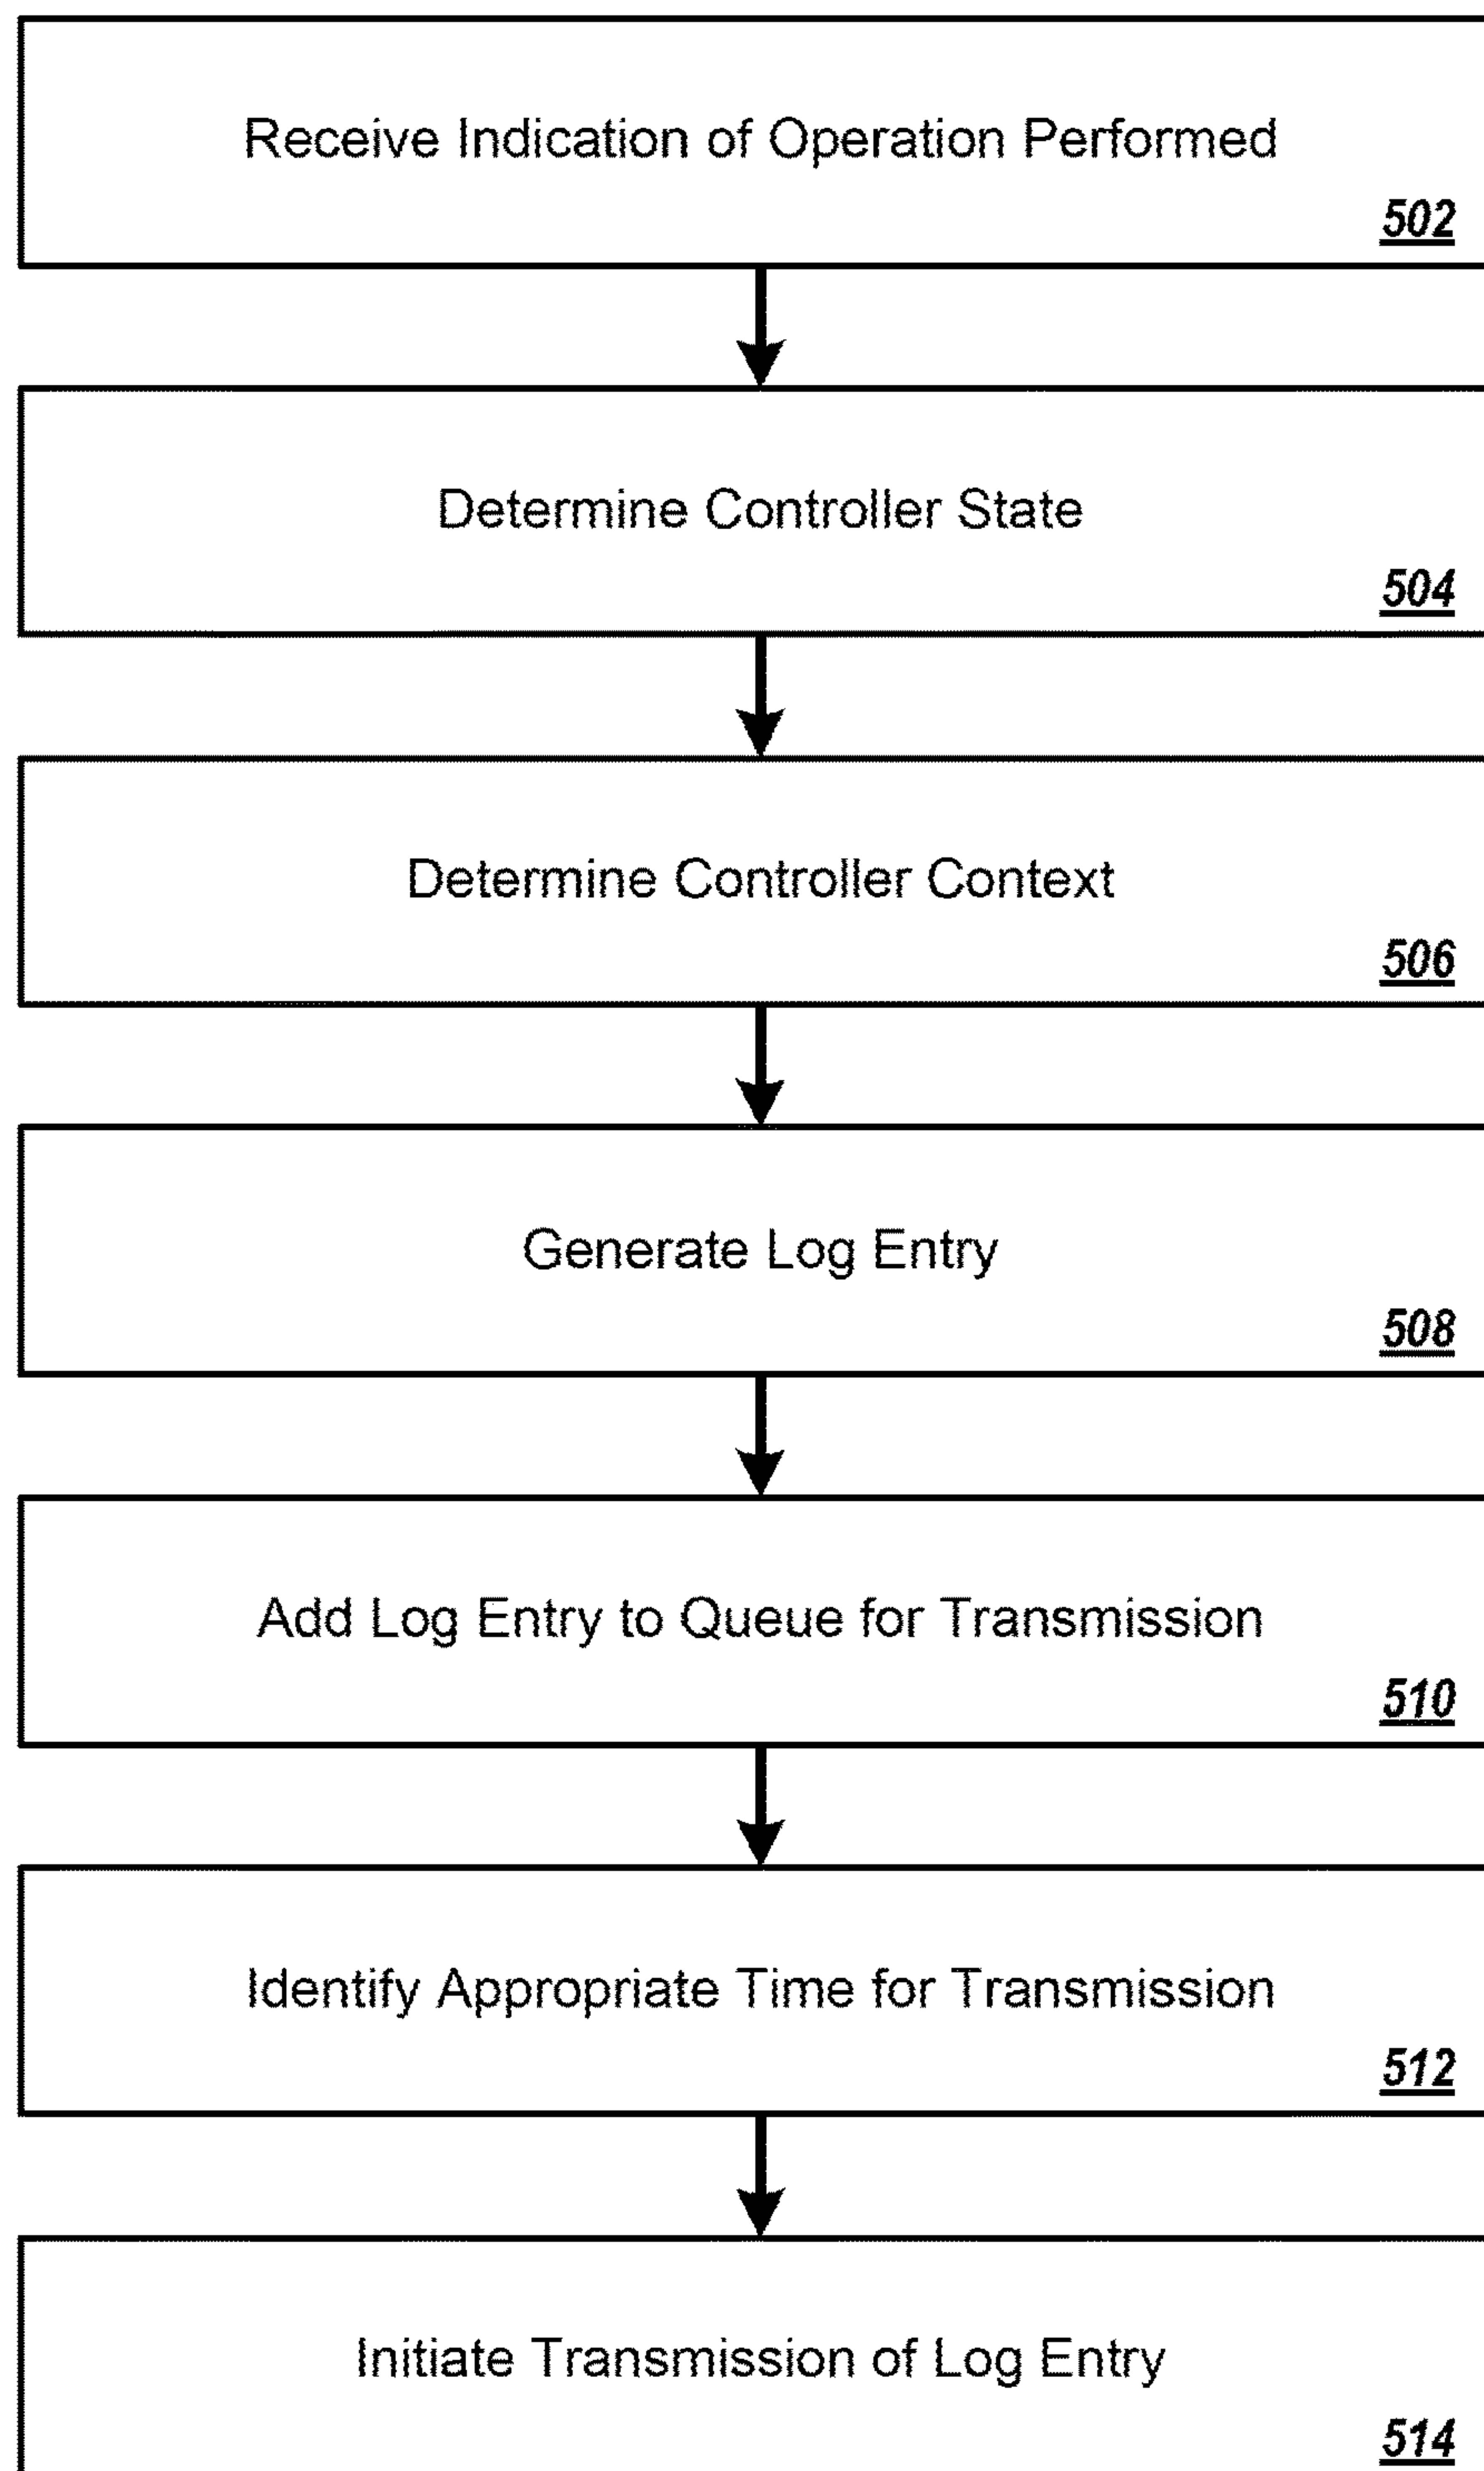 Receive Indication of Operation Performed
502
Determine Controller State
504
Determine Controller Context
506
Generate Log Entry
508
Add Log Entry to Queue for Transmission
510
Identify Appropriate Time for Transmission
512
Initiate Transmission of Log Entry
514